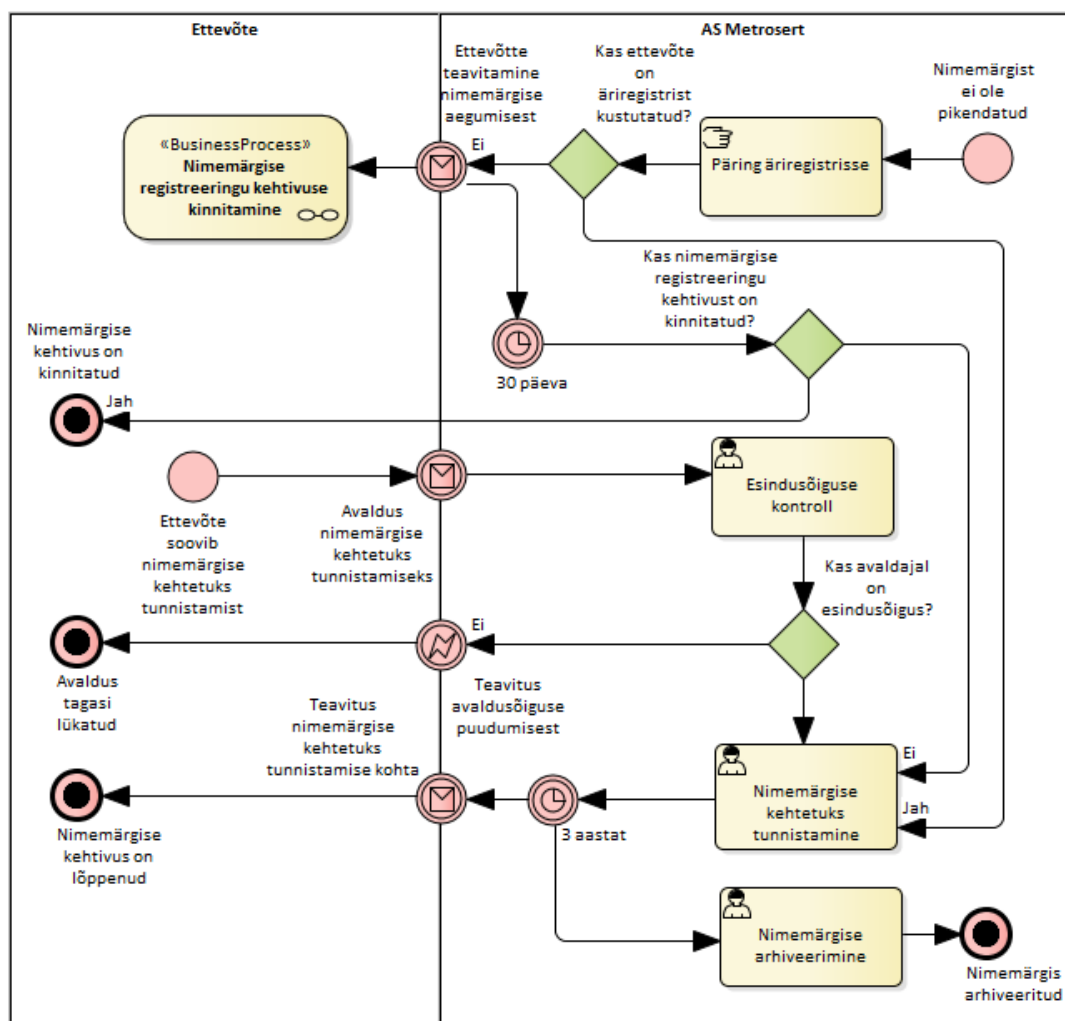 Ettevõte
AS Metrosert
Ettevõtte
teavitamine
nimemärgise
aegumisest
Kas ettevõte
on
äriregistrist
kustutatud?
Nimemärgist
ei ole
pikendatud
«BusinessProcess»
Nimemärgise
registreeringu kehtivuse
kinnitamine
Ei
Päring äriregistrisse
Kas nimemärgise
registreeringu
kehtivust on
kinnitatud?
30 päeva
Nimemärgise
kehtivus on
kinnitatud
Jah
Ettevõte
soovib
nimemärgise
kehtetuks
tunnistamist
Avaldus
nimemärgise
kehtetuks
tunnistamiseks
Esindusõiguse
kontroll
Kas avaldajal
on
esindusõigus?
Ei
Avaldus
tagasi
lükatud
Teavitus
avaldusõiguse
puudumisest
Teavitus
nimemärgise
kehtetuks
tunnistamise kohta
Ei
Jah
Nimemärgise
kehtetuks
tunnistamine
3 aastat
Nimemärgise
kehtivus on
lõppenud
Nimemärgise
arhiveerimine
Nimemärgis
arhiveeritud